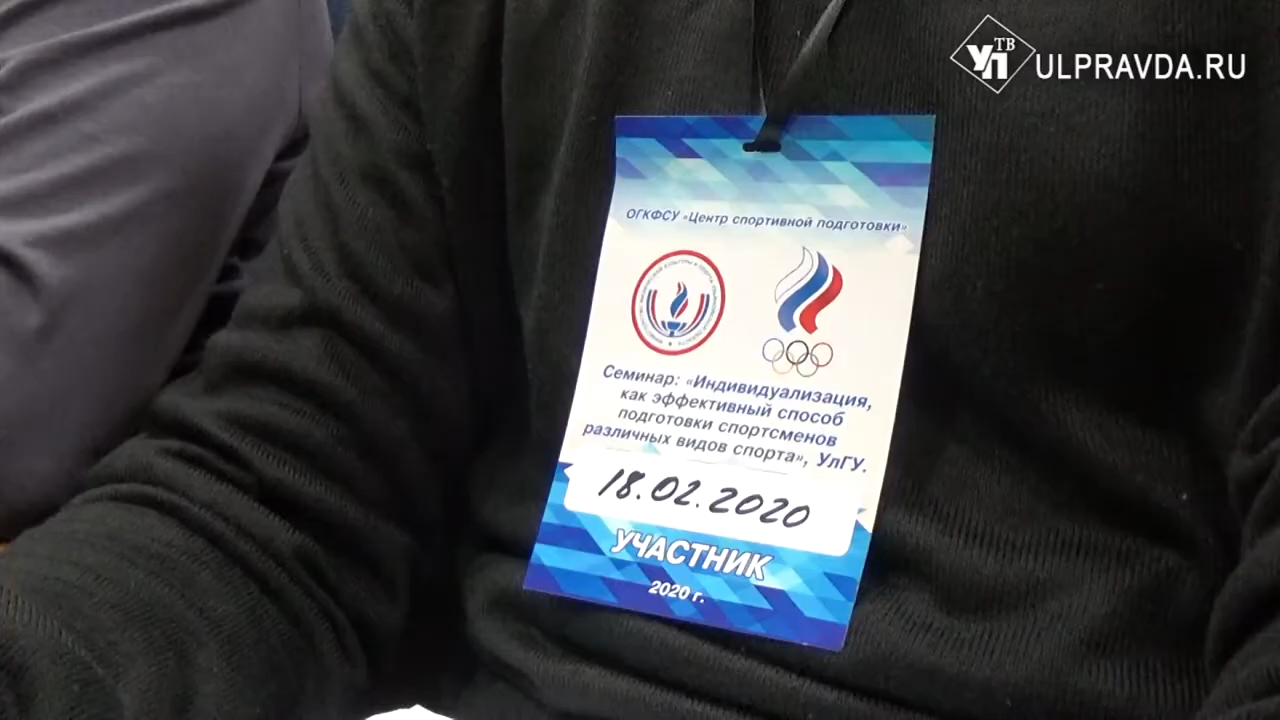 УП ТВ ULPRAVDA.RU
ОГКФСУ «Центр спортивной подготовки»
Семинар: «Индивидуализация,
как эффективный способ
подготовки спортсменов
различных видов спорта», УлГУ.
18.02.2020
УЧАСТНИК
2020 г.